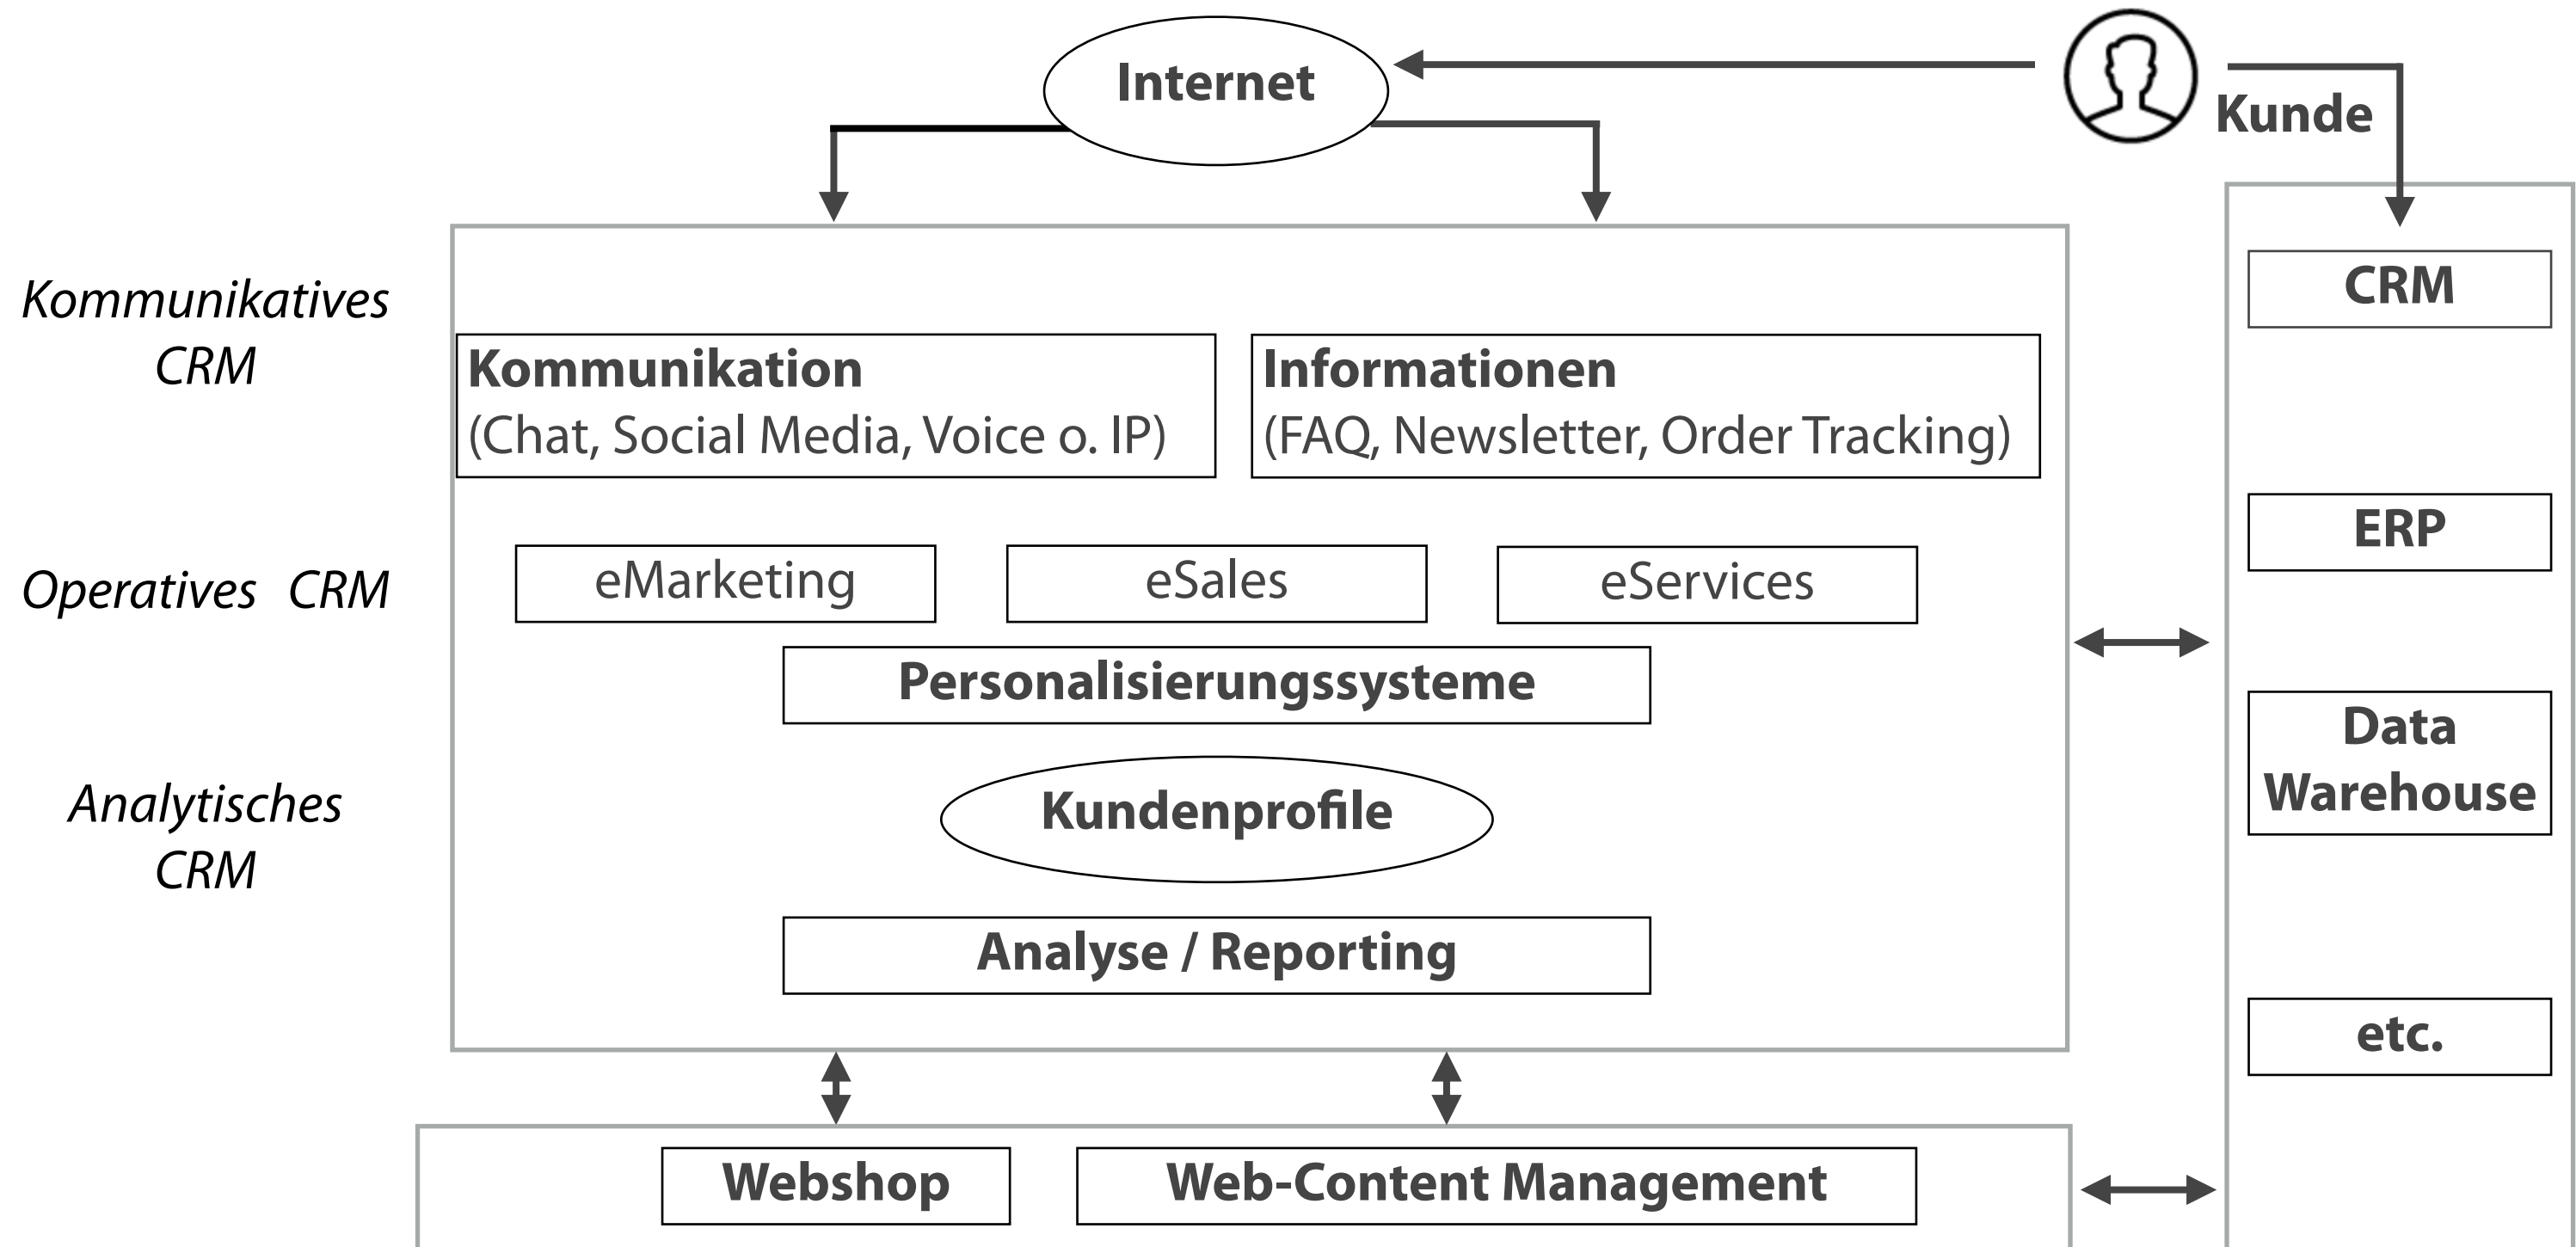 Internet
Kunde
Kommunikatives
CRM
Kommunikation
(Chat, Social Media, Voice o. IP)
Informationen
(FAQ, Newsletter, Order Tracking)
CRM
Operatives CRM
eMarketing
eSales
eServices
ERP
Personalisierungssysteme
Analytisches
CRM
Kundenprofile
Data
Warehouse
Analyse / Reporting
etc.
Webshop
Web-Content Management